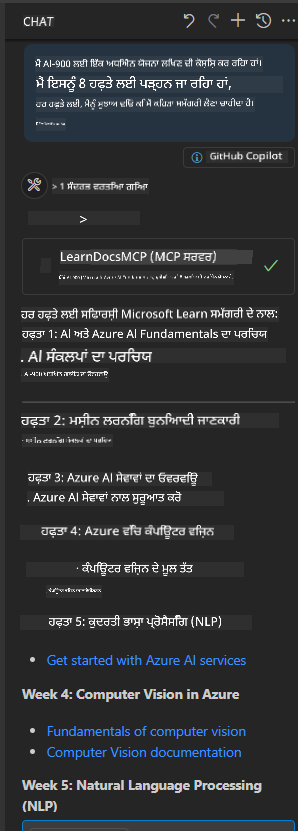 CHAT
ਮੈਂ AI-900 ਲਈ ਇੱਕ ਅਧਿਐਨ ਯੋਜਨਾ ਲਿਖਣ ਦੀ ਕੋਸ਼ਿਸ਼ ਕਰ ਰਿਹਾ ਹਾਂ।
ਮੈਂ ਇਸਨੂੰ 8 ਹਫ਼ਤੇ ਲਈ ਪੜ੍ਹਨ ਜਾ ਰਿਹਾ ਹਾਂ,
ਹਰ ਹਫ਼ਤੇ ਲਈ, ਮੈਨੂੰ ਸੁਝਾਅ ਦਿਓ ਕਿ ਮੈਂ ਕਿਹੜਾ ਸਮੱਗਰੀ ਲੈਣਾ ਚਾਹੀਦਾ ਹੈ।
GitHub Copilot
> 1 ਸੰਦਰਭ ਵਰਤਿਆ ਗਿਆ
>
LearnDocsMCP (MCP ਸਰਵਰ)
ਹਰ ਹਫ਼ਤੇ ਲਈ ਸਿਫਾਰਸ਼ੀ Microsoft Learn ਸਮੱਗਰੀ ਦੇ ਨਾਲ:
ਹਫ਼ਤਾ 1: AI ਅਤੇ Azure AI Fundamentals ਦਾ ਪਰਿਚਯ
. AI ਸੰਕਲਪਾਂ ਦਾ ਪਰਿਚਯ
ਹਫ਼ਤਾ 2: ਮਸ਼ੀਨ ਲਰਨਿੰਗ ਬੁਨਿਆਦੀ ਜਾਣਕਾਰੀ
· ਮਸ਼ੀਨ ਲਰਨਿੰਗ ਸੰਕਲਪਾਂ ਦਾ ਪਰਿਚਯ
ਹਫ਼ਤਾ 3: Azure AI ਸੇਵਾਵਾਂ ਦਾ ਓਵਰਵਿਊ
. Azure AI ਸੇਵਾਵਾਂ ਨਾਲ ਸ਼ੁਰੂਆਤ ਕਰੋ
ਹਫ਼ਤਾ 4: Azure ਵਿੱਚ ਕੰਪਿਊਟਰ ਵਿਜ਼ਨ
· ਕੰਪਿਊਟਰ ਵਿਜ਼ਨ ਦੇ ਮੂਲ ਤੱਤ
ਹਫ਼ਤਾ 5: ਕੁਦਰਤੀ ਭਾਸ਼ਾ ਪ੍ਰੋਸੈਸਿੰਗ (NLP)
• Get started with Azure AI services
Week 4: Computer Vision in Azure
• Fundamentals of computer vision
• Computer Vision documentation
Week 5: Natural Language Processing
(NLP)